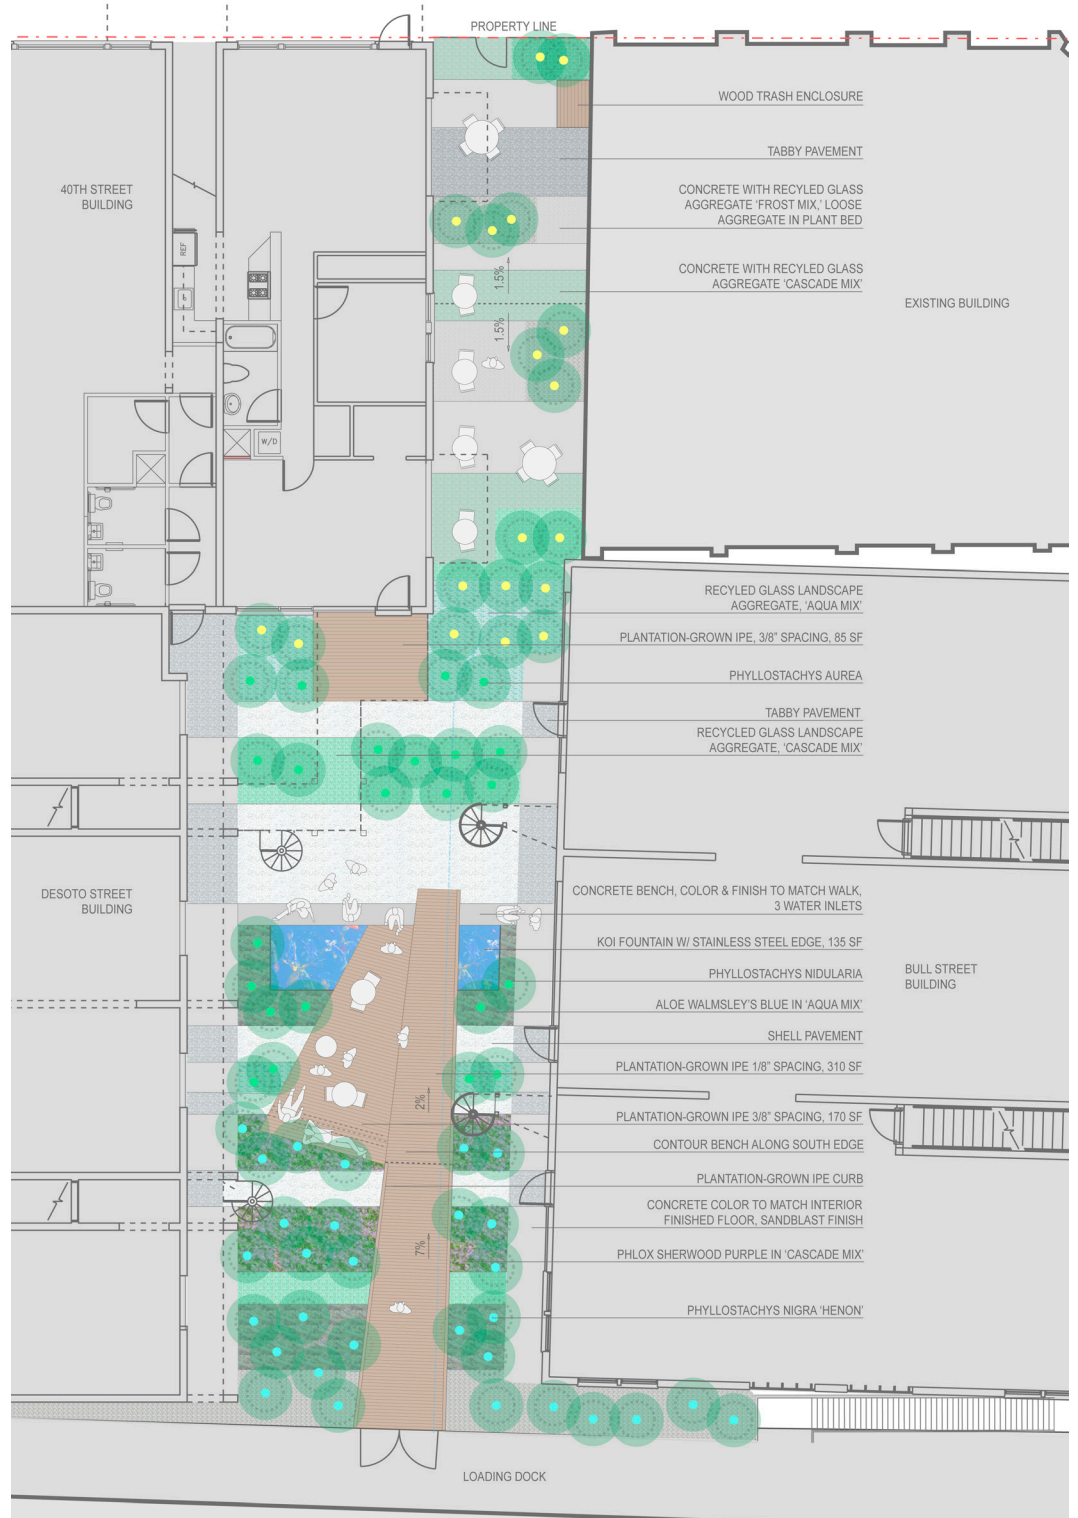 PROPERTY LINE
WOOD TRASH ENCLOSURE
TABBY PAVEMENT
40TH STREET
BUILDING
CONCRETE WITH RECYLED GLASS
AGGREGATE 'FROST MIX,' LOOSE
AGGREGATE IN PLANT BED
REF
CONCRETE WITH RECYLED GLASS
AGGREGATE 'CASCADE MIX'
1.5%
EXISTING BUILDING
1.5%
W/D
RECYLED GLASS LANDSCAPE
AGGREGATE, 'AQUA MIX'
PLANTATION-GROWN IPE, 3/8" SPACING, 85 SF
PHYLLOSTACHYS AUREA
TABBY PAVEMENT
RECYCLED GLASS LANDSCAPE
AGGREGATE, 'CASCADE MIX'
DESOTO STREET
BUILDING
CONCRETE BENCH, COLOR & FINISH TO MATCH WALK,
3 WATER INLETS
KOI FOUNTAIN W/ STAINLESS STEEL EDGE, 135 SF
PHYLLOSTACHYS NIDULARIA
BULL STREET
BUILDING
ALOE WALMSLEY'S BLUE IN 'AQUA MIX'
SHELL PAVEMENT
PLANTATION-GROWN IPE 1/8" SPACING, 310 SF
2%
PLANTATION-GROWN IPE 3/8" SPACING, 170 SF
CONTOUR BENCH ALONG SOUTH EDGE
PLANTATION-GROWN IPE CURB
CONCRETE COLOR TO MATCH INTERIOR
FINISHED FLOOR, SANDBLAST FINISH
7%
PHLOX SHERWOOD PURPLE IN 'CASCADE MIX'
PHYLLOSTACHYS NIGRA 'HENON'
LOADING DOCK